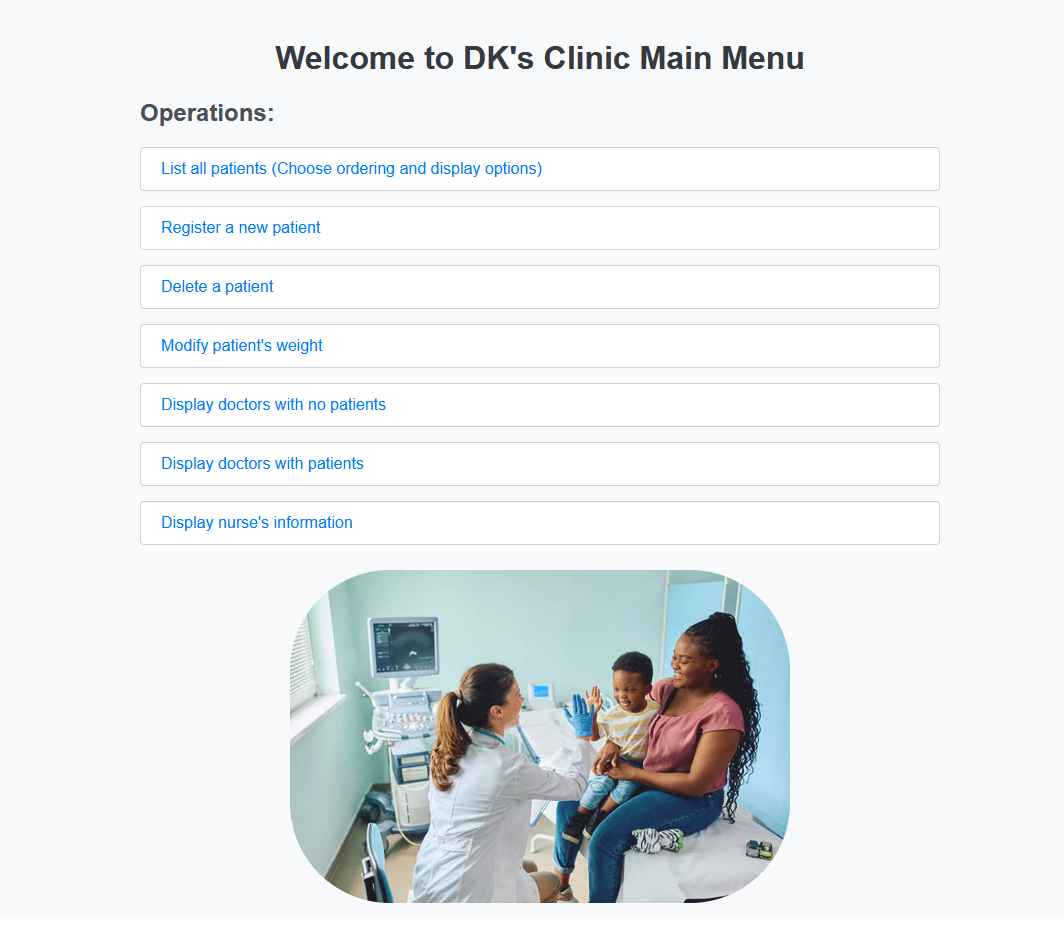 Welcome to DK's Clinic Main Menu
Operations:
List all patients (Choose ordering and display options)
Register a new patient
Delete a patient
Modify patient's weight
Display doctors with no patients
Display doctors with patients
Display nurse's information